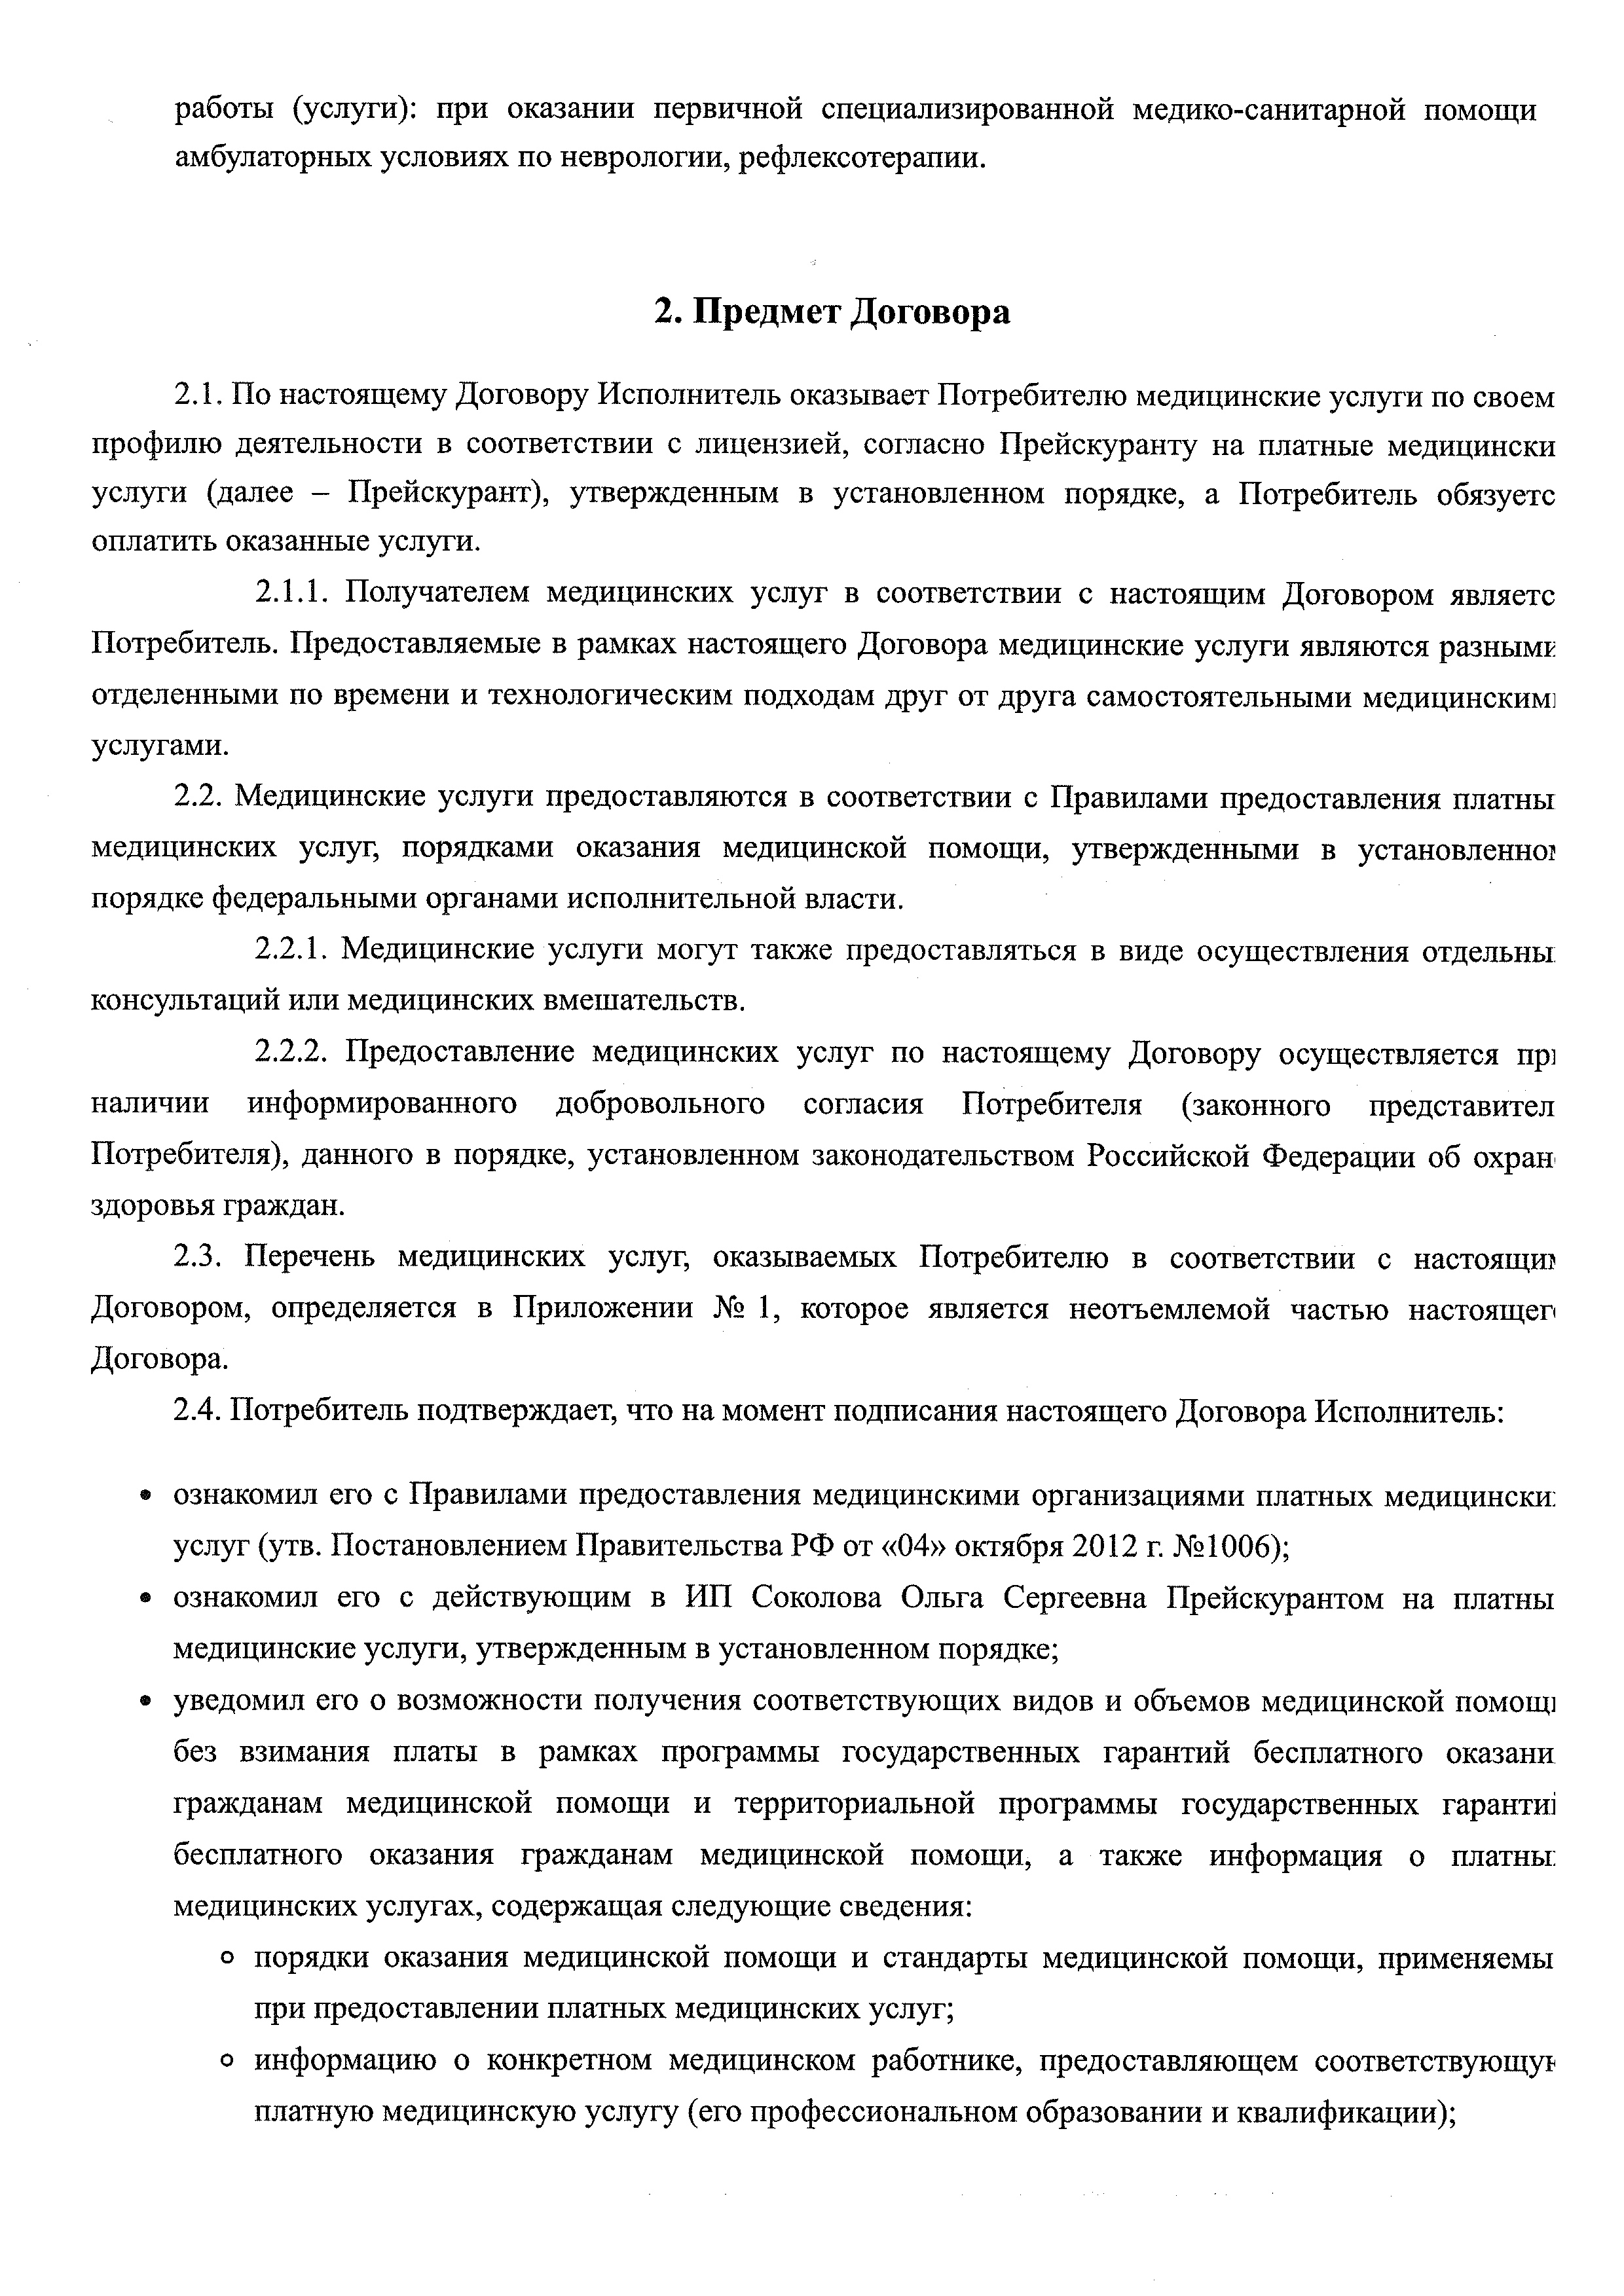 работы (услуги): при оказании первичной специализированной медико-санитарной помощи
амбулаторных условиях по неврологии, рефлексотерапии.
2. Предмет Договора
2.1. По настоящему Договору Исполнитель оказывает Потребителю медицинские услуги по своем
профилю деятельности в соответствии с лицензией, согласно Прейскуранту на платные медицински
услуги (далее – Прейскурант), утвержденным в установленном порядке, а Потребитель обязуетс
оплатить оказанные услуги.
2.1.1. Получателем медицинских услуг в соответствии с настоящим Договором являетс
Потребитель. Предоставляемые в рамках настоящего Договора медицинские услуги являются разными
отделенными по времени и технологическим подходам друг от друга самостоятельными медицинским
услугами.
2.2. Медицинские услуги предоставляются в соответствии с Правилами предоставления платны
медицинских услуг, порядками оказания медицинской помощи, утвержденными в установленном
порядке федеральными органами исполнительной власти.
2.2.1. Медицинские услуги могут также предоставляться в виде осуществления отдельны
консультаций или медицинских вмешательств.
2.2.2. Предоставление медицинских услуг по настоящему Договору осуществляется при
наличии информированного добровольного согласия Потребителя (законного представител
Потребителя), данного в порядке, установленном законодательством Российской Федерации об охран
здоровья граждан.
2.3. Перечень медицинских услуг, оказываемых Потребителю в соответствии с настоящим
Договором, определяется в Приложении № 1, которое является неотъемлемой частью настоящег
Договора.
2.4. Потребитель подтверждает, что на момент подписания настоящего Договора Исполнитель:
• ознакомил его с Правилами предоставления медицинскими организациями платных медицински
услуг (утв. Постановлением Правительства РФ от «04» октября 2012 г. №1006);
• ознакомил его с действующим в ИП Соколова Ольга Сергеевна Прейскурантом на платны
медицинские услуги, утвержденным в установленном порядке;
• уведомил его о возможности получения соответствующих видов и объемов медицинской помощи
без взимания платы в рамках программы государственных гарантий бесплатного оказани
гражданам медицинской помощи и территориальной программы государственных гарантий
бесплатного оказания гражданам медицинской помощи, а также информация о платны
медицинских услугах, содержащая следующие сведения:
o порядки оказания медицинской помощи и стандарты медицинской помощи, применяемы
при предоставлении платных медицинских услуг;
o информацию о конкретном медицинском работнике, предоставляющем соответствующую
платную медицинскую услугу (его профессиональном образовании и квалификации);